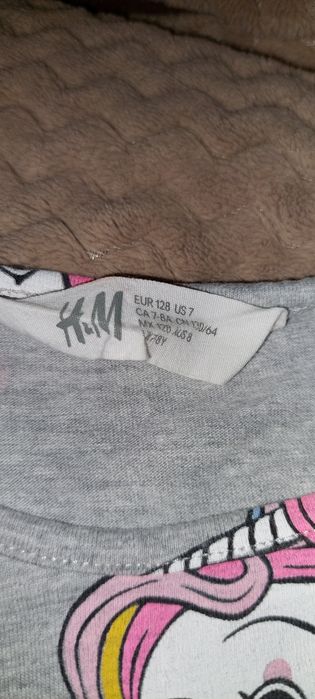 H&M
EUR 128 US 7
CA 7-8A CN 130/64
MX 120 AUS 8
7-8Y